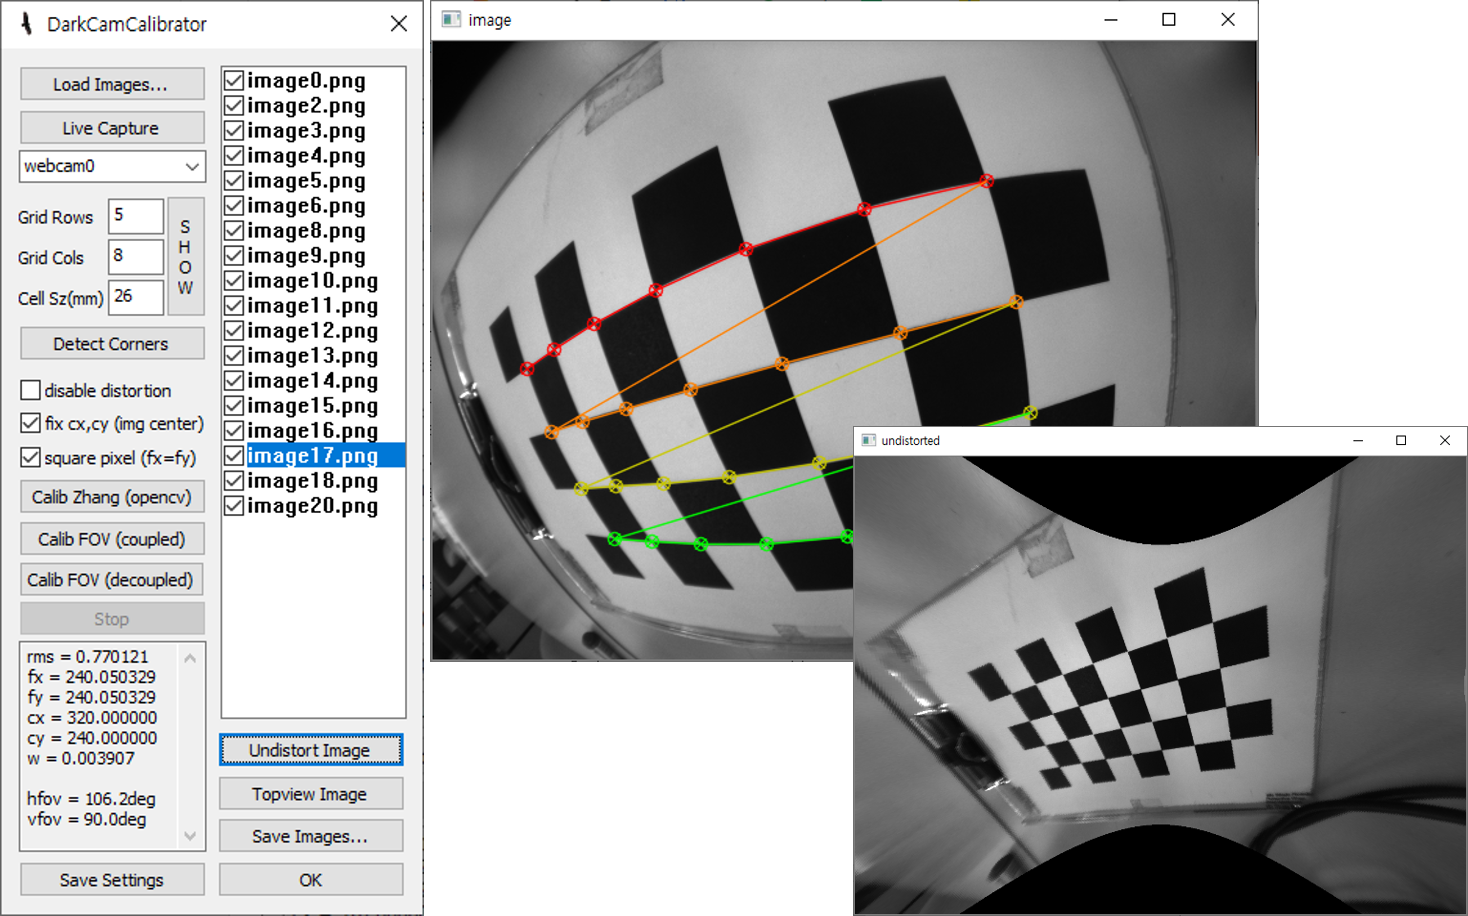 DarkCamCalibrator
Load Images...
Live Capture
webcam0
Grid Rows 5
Grid Cols 8
Cell Sz(mm) 26
S
H
O
W
Detect Corners
disable distortion
fix cx,cy (img center)
square pixel (fx=fy)
Calib Zhang (opencv)
Calib FOV (coupled)
Calib FOV (decoupled)
Stop
rms = 0.770121
fx = 240.050329
fy = 240.050329
cx = 320.000000
cy = 240.000000
w = 0.003907
hfov = 106.2deg
vfov = 90.0deg
Save Settings
image0.png
image2.png
image3.png
image4.png
image5.png
image6.png
image8.png
image9.png
image10.png
image11.png
image12.png
image13.png
image14.png
image15.png
image16.png
image17.png
image18.png
image20.png
Undistort Image
Topview Image
Save Images...
OK
image
undistorted